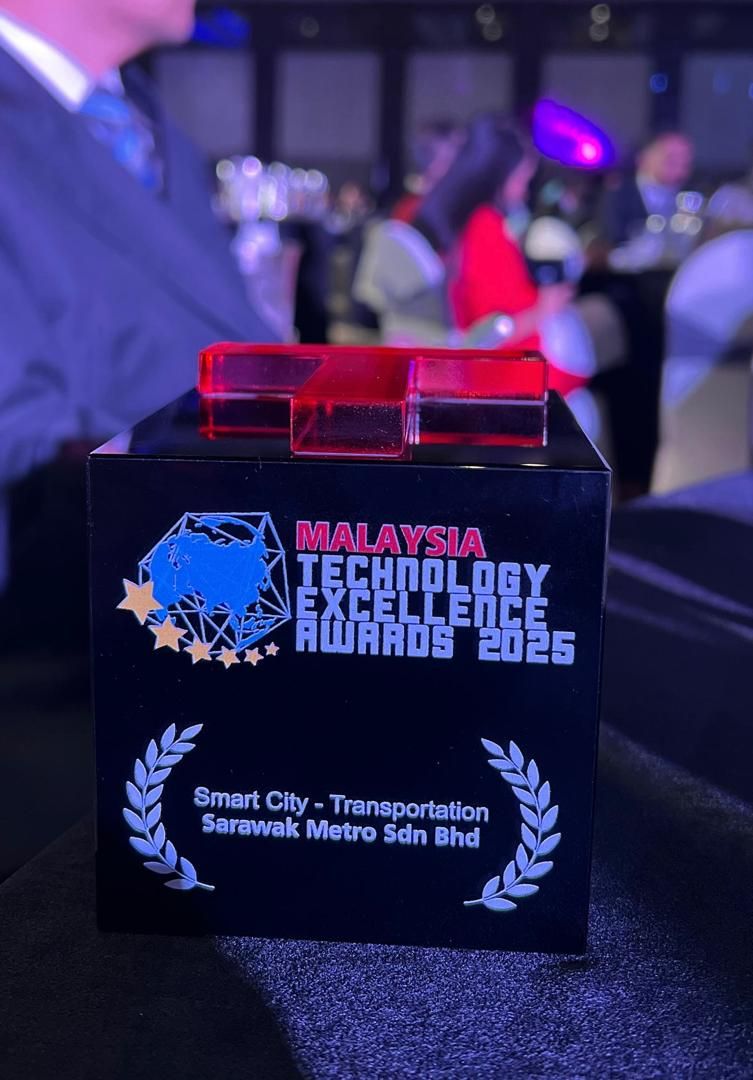 MALAYSIA
TECHNOLOGY
EXCELLENCE
AWARDS 2025
Smart City - Transportation
Sarawak Metro Sdn Bhd